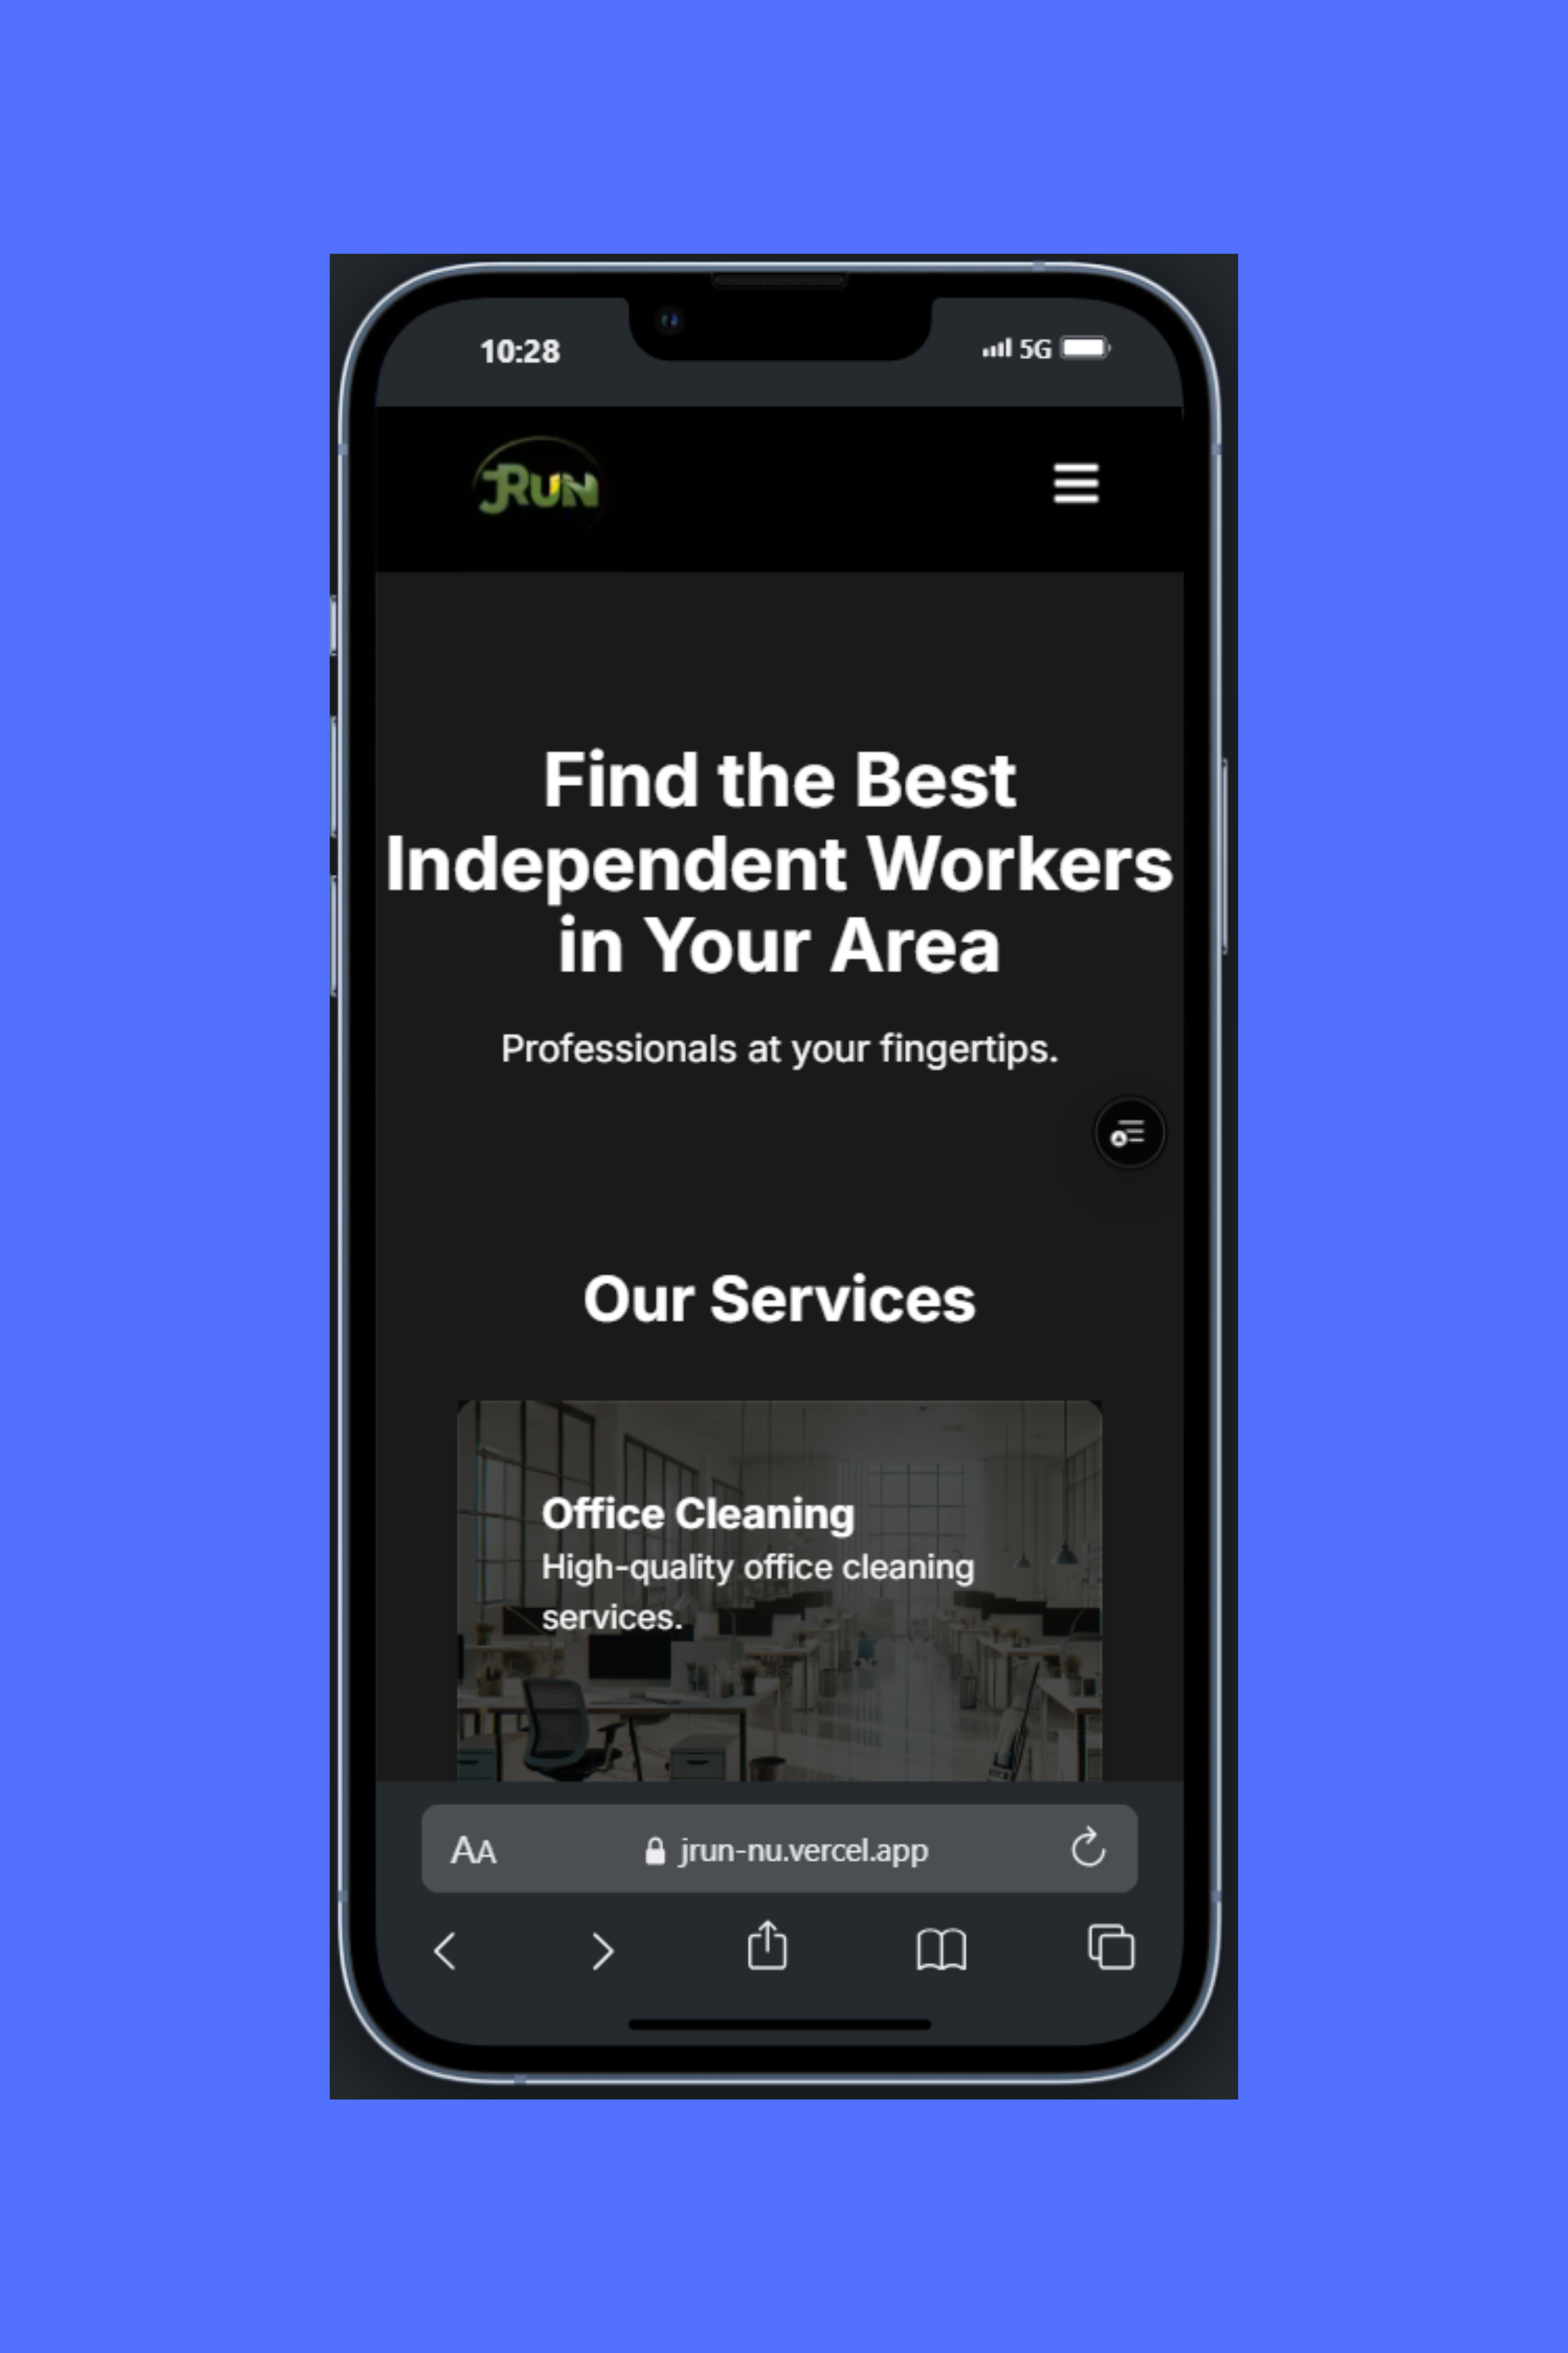 10:28
5G
JRUN
Find the Best
Independent Workers
in Your Area
Professionals at your fingertips.
Our Services
Office Cleaning
High-quality office cleaning
services.
AA
jrun-nu.vercel.app